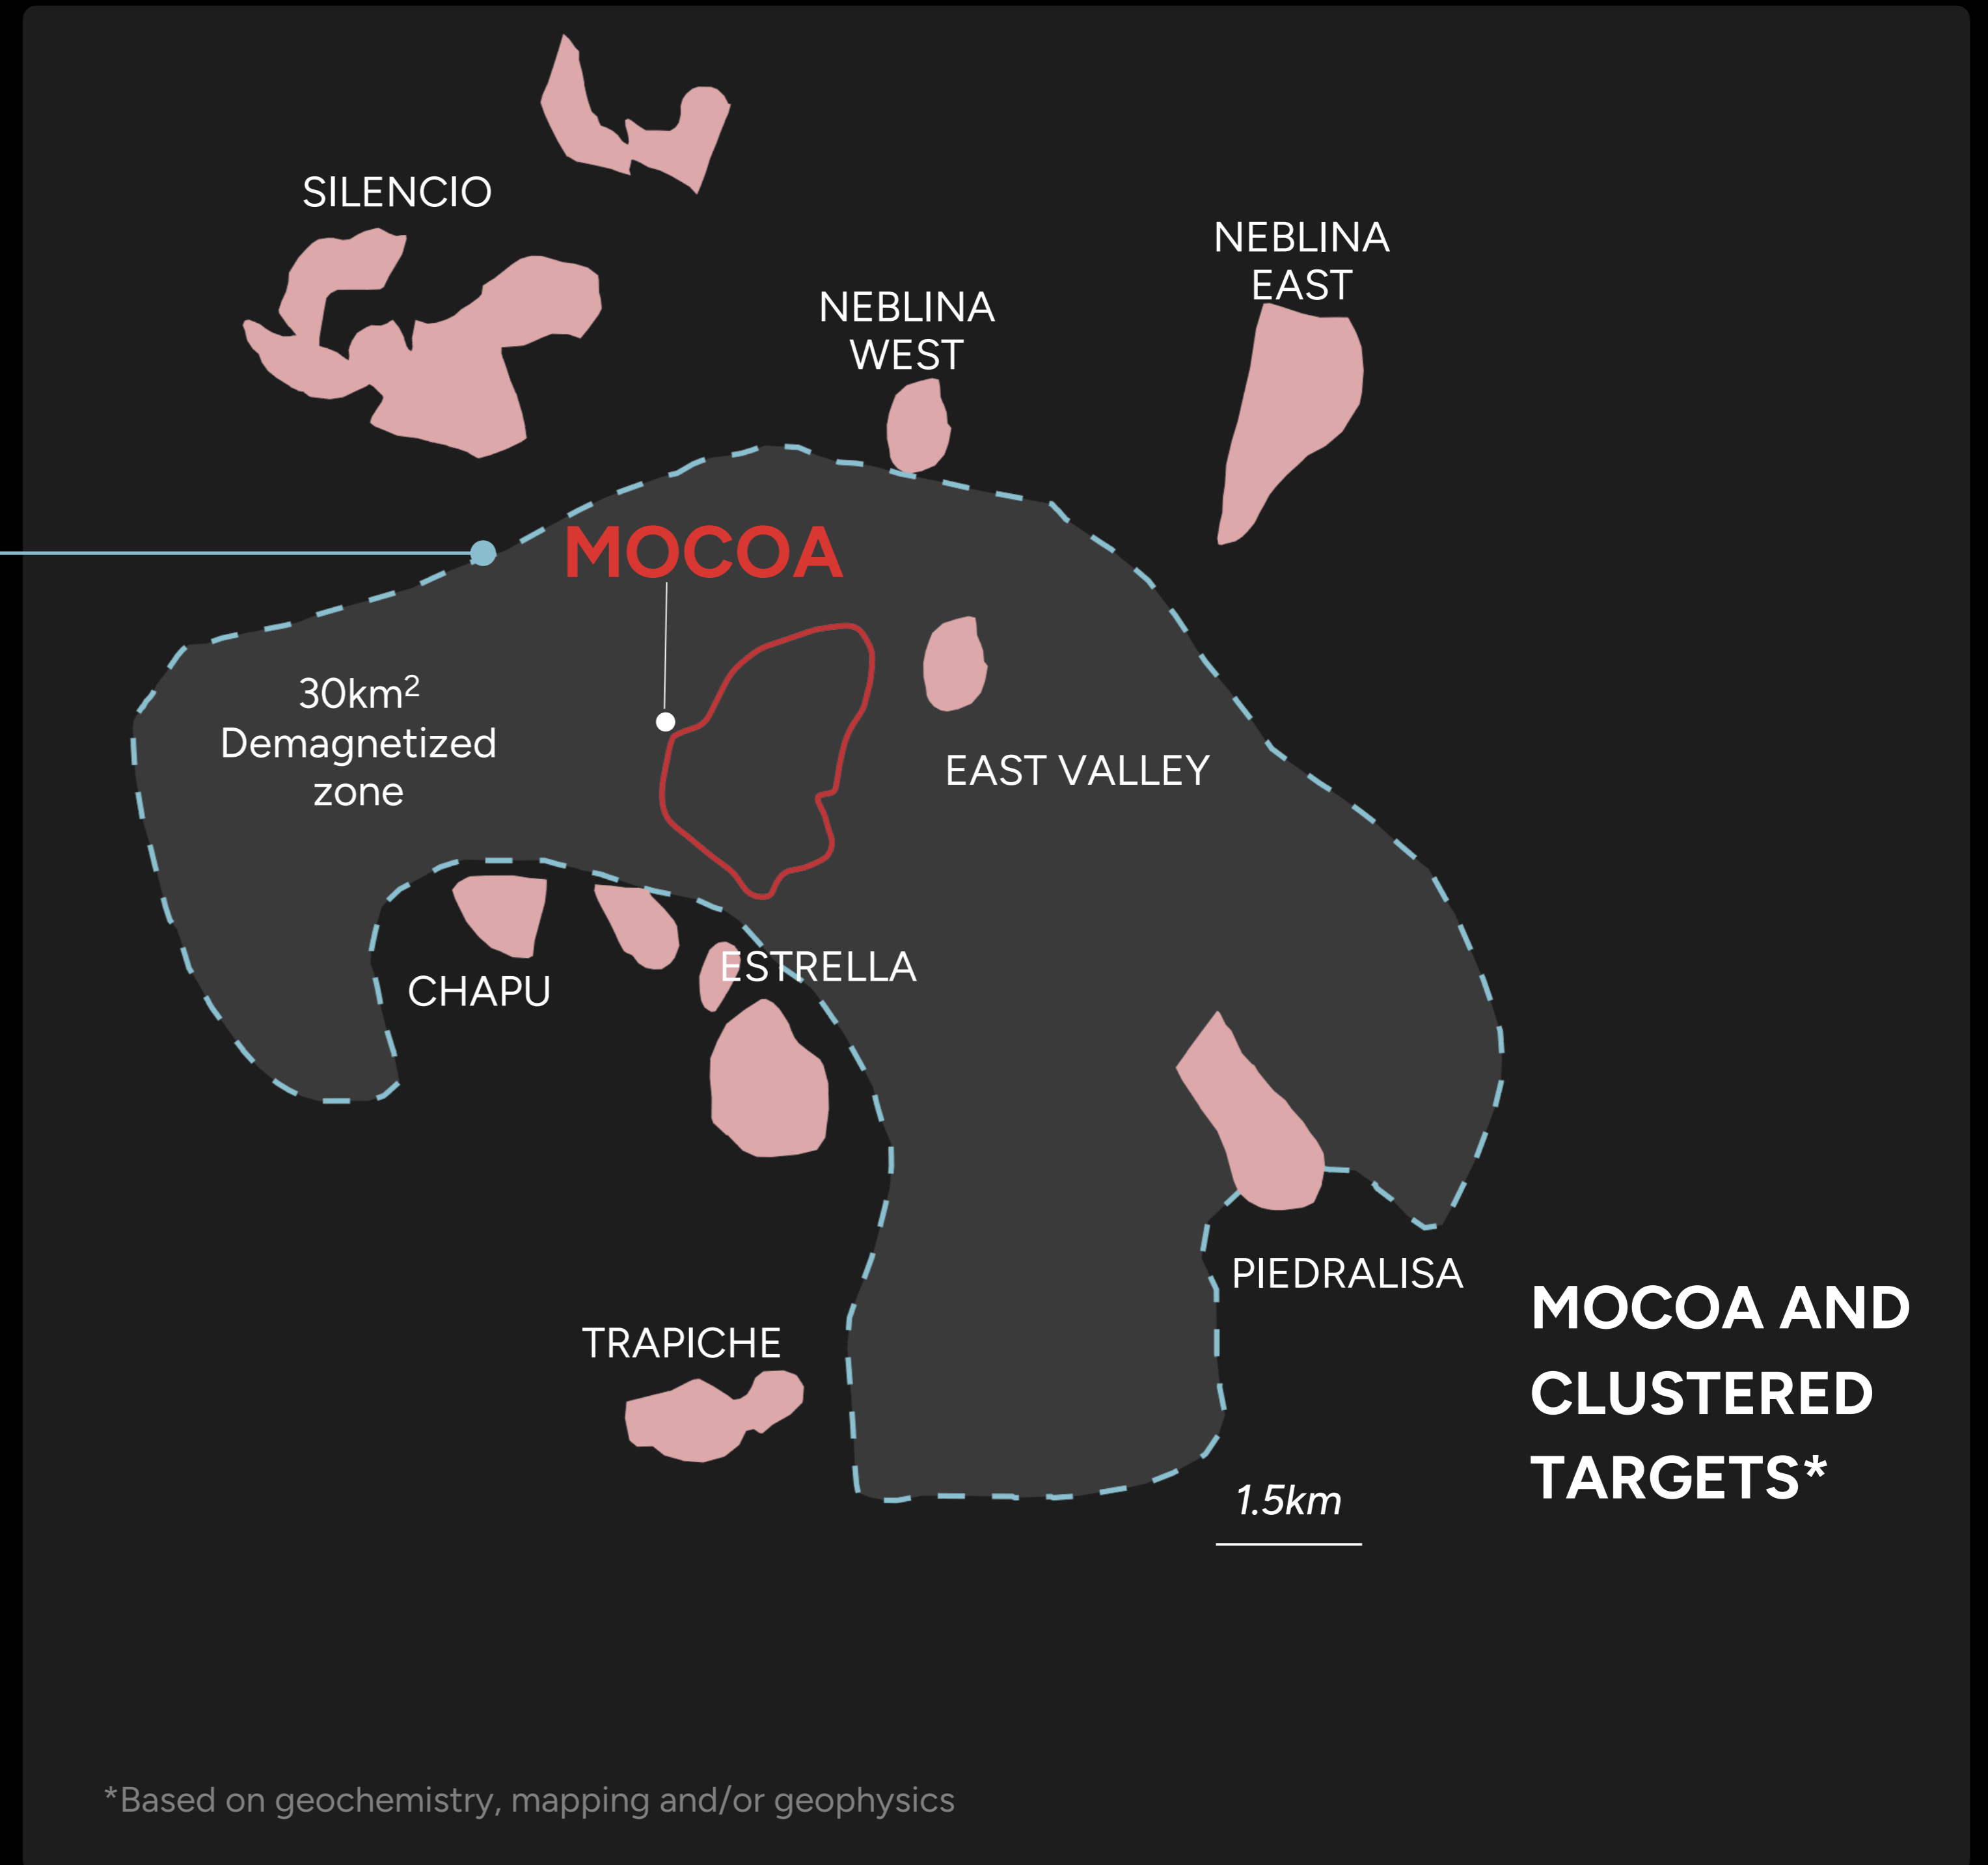 SILENCIO
NEBLINA
EAST
NEBLINA
WEST
MOCOA
30km²
Demagnetized
zone
EAST VALLEY
ESTRELLA
CHAPU
PIEDRALISA
TRAPICHE
MOCOA AND
CLUSTERED
TARGETS*
1.5km
*Based on geochemistry, mapping and/or geophysics